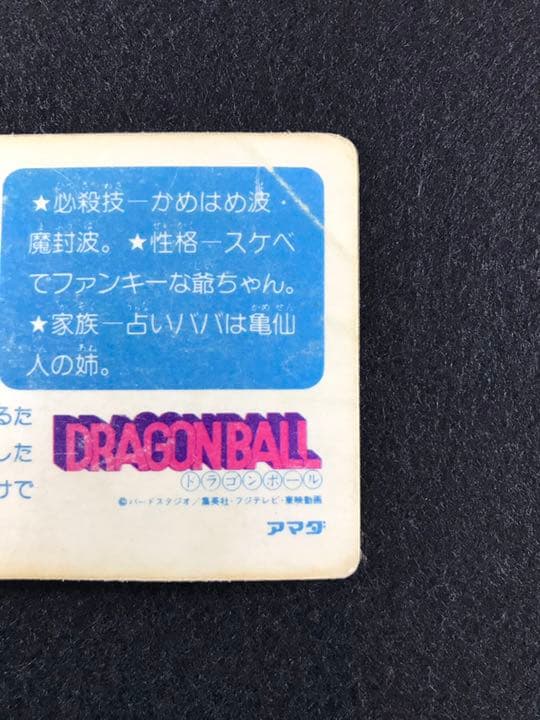 ★必殺技―かめはめ波・
魔封波。★性格―スケベ
でファンキーな爺ちゃん。
★家族―占いババは亀仙
人の姉。
るた
した
けで
DRAGONBALL
ドラゴンボール
©バードスタジオ/集英社・フジテレビ・東映動画
アマダ